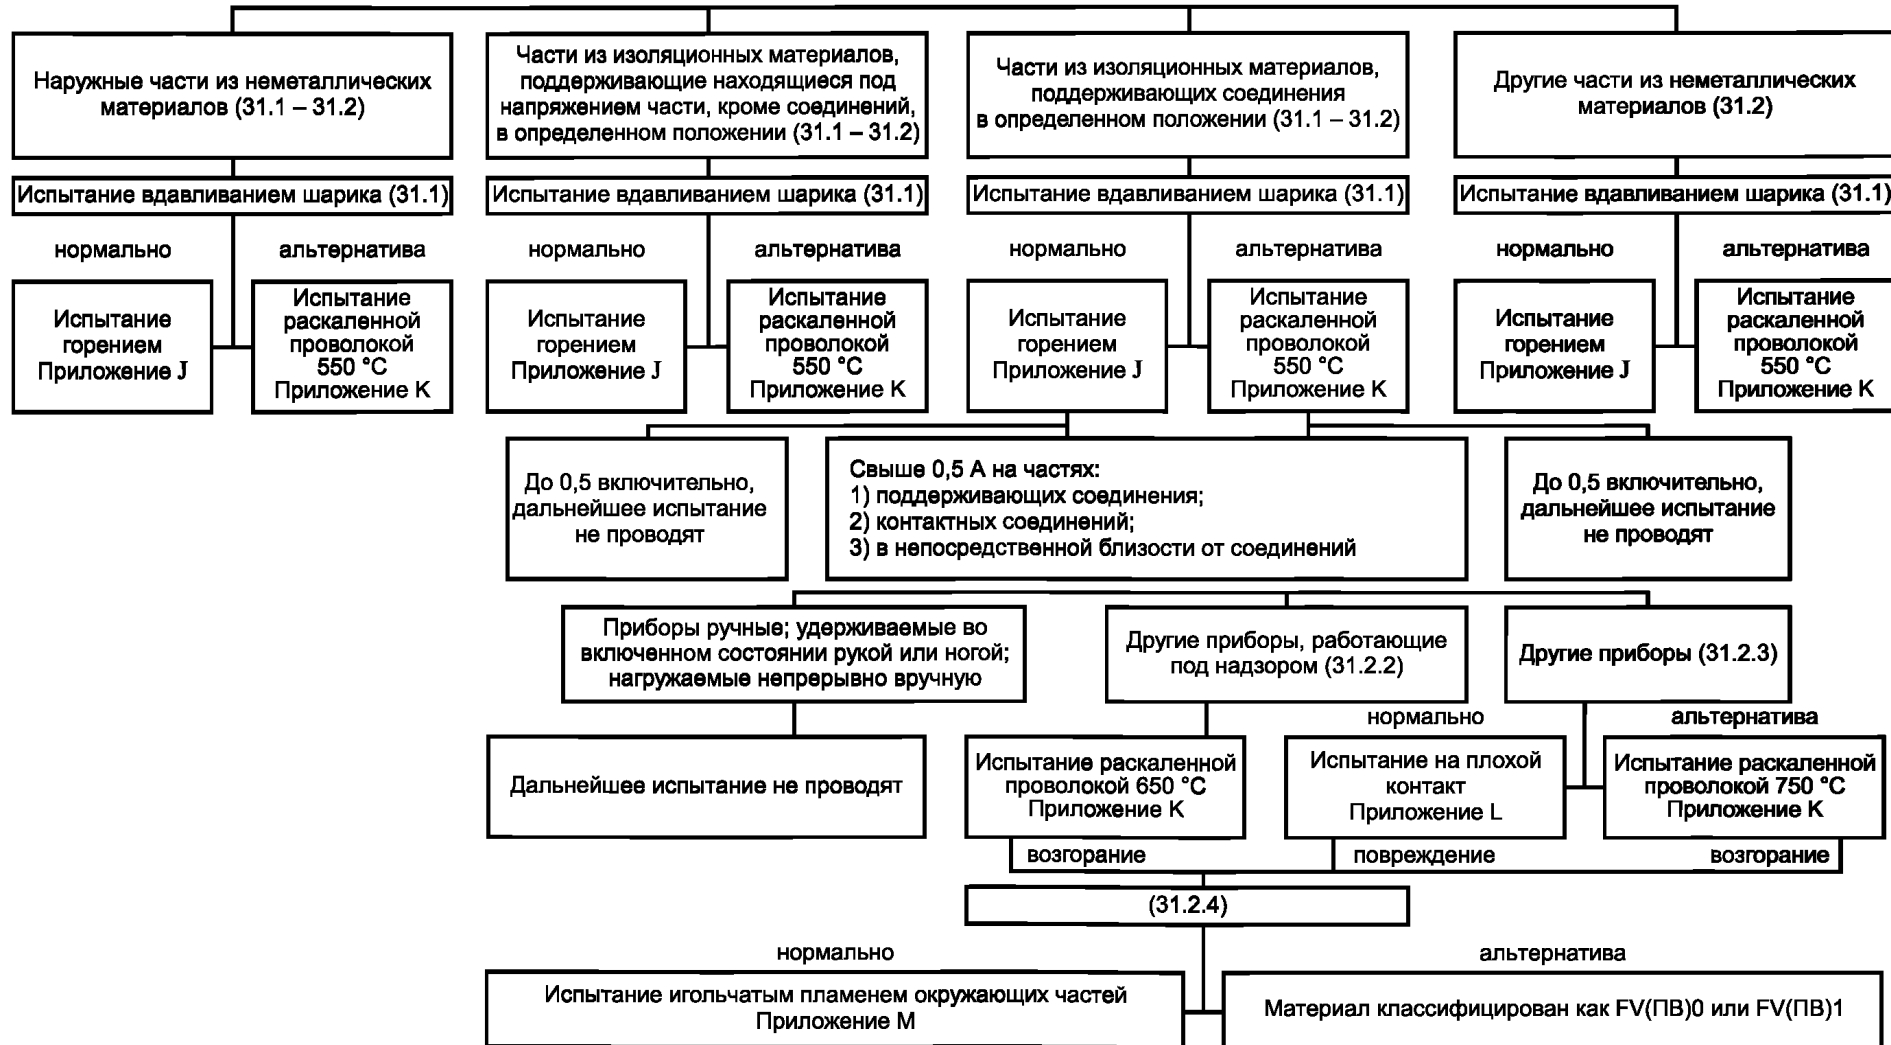 Наружные части из неметаллических
материалов (31.1 – 31.2)
Части из изоляционных материалов,
поддерживающие находящиеся под
напряжением части, кроме соединений,
в определенном положении (31.1 – 31.2)
Части из изоляционных материалов,
поддерживающих соединения
в определенном положении (31.1 – 31.2)
Другие части из неметаллических
материалов (31.2)
Испытание вдавливанием шарика (31.1)
Испытание вдавливанием шарика (31.1)
Испытание вдавливанием шарика (31.1)
Испытание вдавливанием шарика (31.1)
нормально
альтернатива
нормально
альтернатива
нормально
альтернатива
нормально
альтернатива
Испытание
горением
Приложение J
Испытание
раскаленной
проволокой
550 °C
Приложение K
Испытание
горением
Приложение J
Испытание
раскаленной
проволокой
550 °C
Приложение K
Испытание
горением
Приложение J
Испытание
раскаленной
проволокой
550 °C
Приложение K
Испытание
горением
Приложение J
Испытание
раскаленной
проволокой
550 °C
Приложение K
До 0,5 включительно,
дальнейшее испытание
не проводят
Свыше 0,5 А на частях:
1) поддерживающих соединения;
2) контактных соединений;
3) в непосредственной близости от соединений
До 0,5 включительно,
дальнейшее испытание
не проводят
Приборы ручные; удерживаемые во
включенном состоянии рукой или ногой;
нагружаемые непрерывно вручную
Другие приборы, работающие
под надзором (31.2.2)
Другие приборы (31.2.3)
нормально
альтернатива
Дальнейшее испытание не проводят
Испытание раскаленной
проволокой 650 °C
Приложение K
Испытание на плохой
контакт
Приложение L
Испытание раскаленной
проволокой 750 °C
Приложение K
возгорание
повреждение
возгорание
(31.2.4)
нормально
альтернатива
Испытание игольчатым пламенем окружающих частей
Приложение M
Материал классифицирован как FV(ПВ)0 или FV(ПВ)1